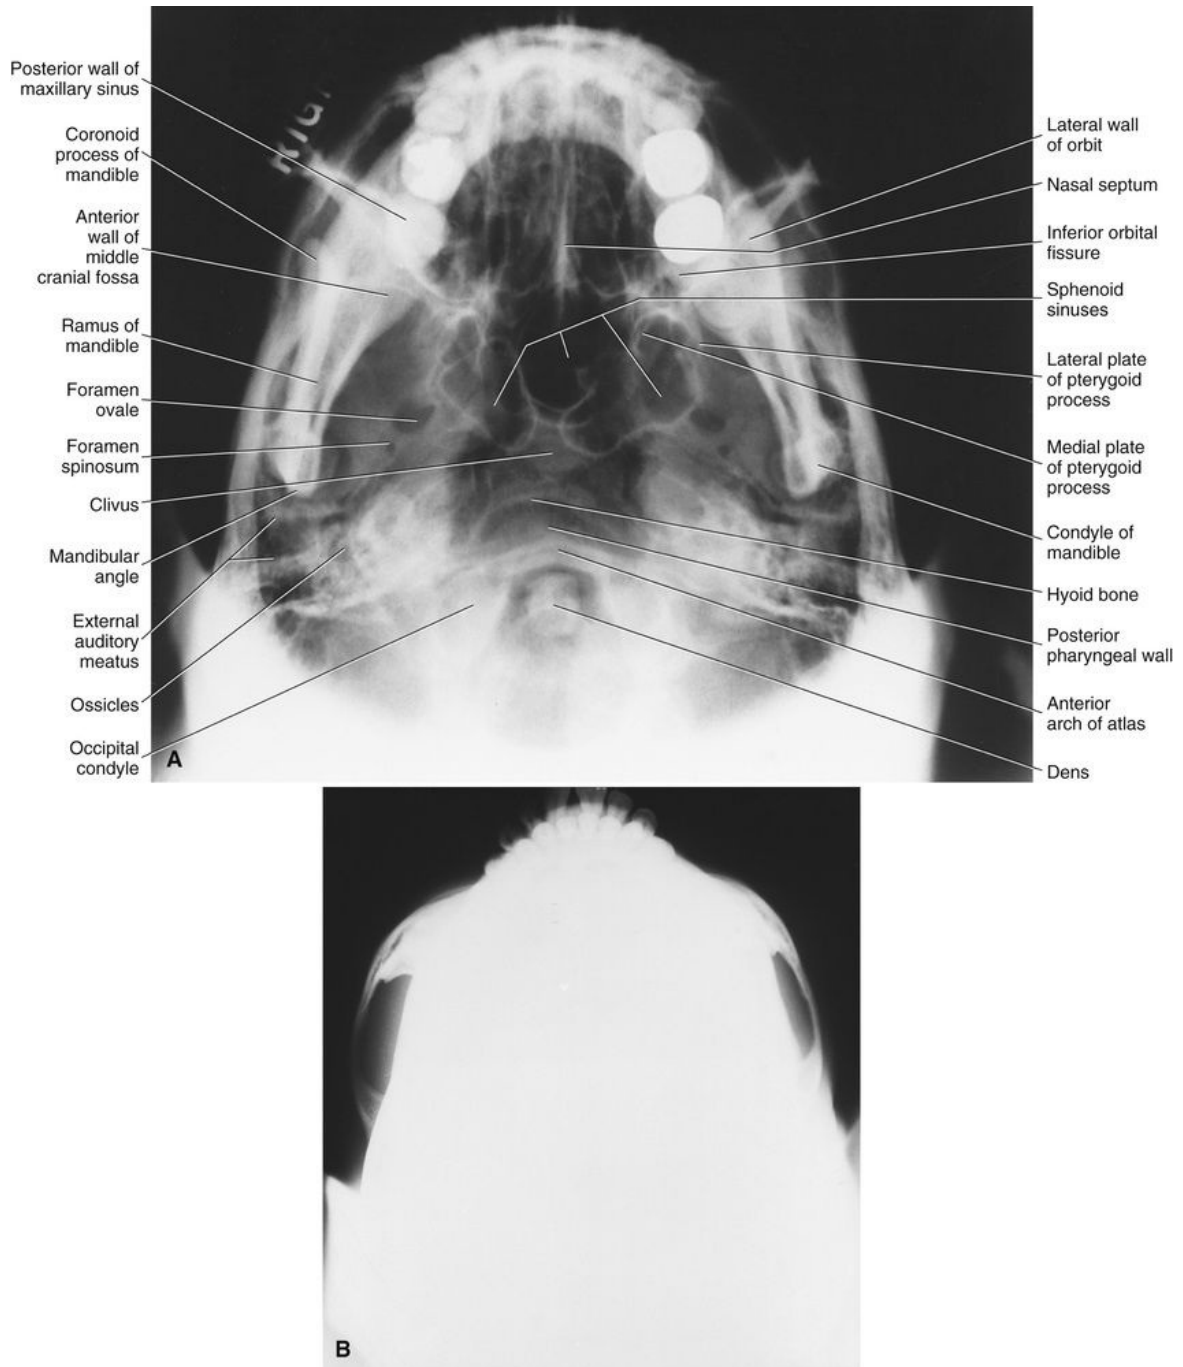 Posterior wall of
maxillary sinus
Coronoid
process of
mandible
Anterior
wall of
middle
cranial fossa
Ramus of
mandible
Foramen
ovale
Foramen
spinosum
Clivus
Mandibular
angle
External
auditory
meatus
Ossicles
Occipital
condyle
Lateral wall
of orbit
Nasal septum
Inferior orbital
fissure
Sphenoid
sinuses
Lateral plate
of pterygoid
process
Medial plate
of pterygoid
process
Condyle of
mandible
Hyoid bone
Posterior
pharyngeal wall
Anterior
arch of atlas
Dens
A
B